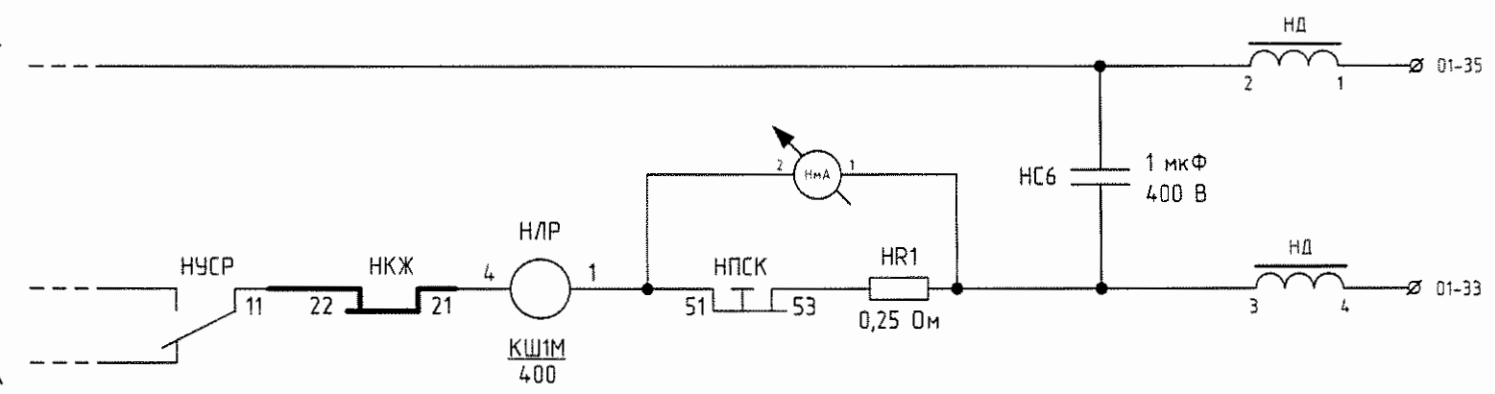 НД
2 1
01-35
2 НмА 1
НС6
1 мкФ
400 В
НУСР
НКЖ
НЛР
НПСК
HR1
НД
11
22
21
4
1
51
53
0,25 Ом
3
4
01-33
КШ1М
400